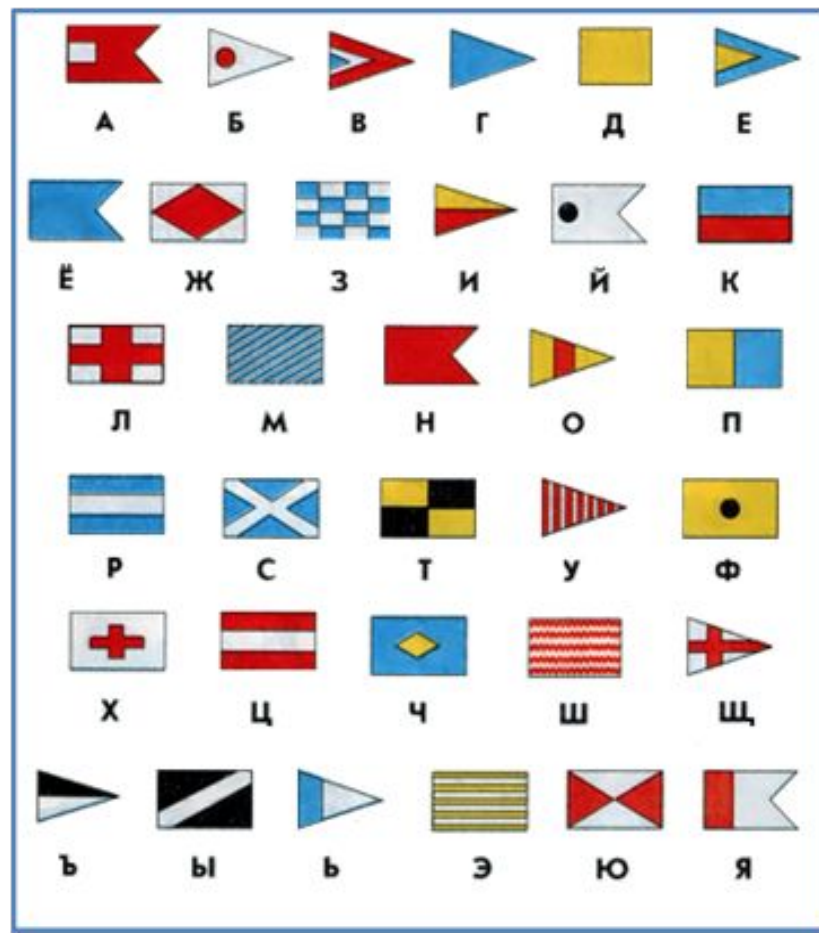 А Б В Г Д Е
Ё Ж З И Й К
Л М Н О П
Р С Т У Ф
Х Ц Ч Ш Щ
Ъ Ы Ь Э Ю Я